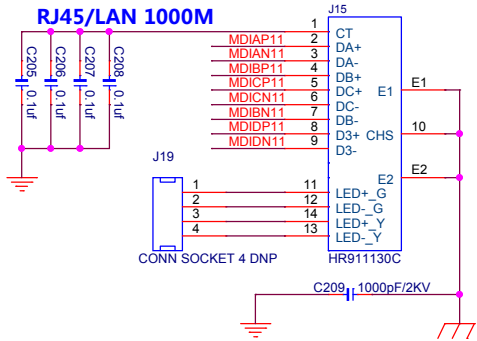 RJ45/LAN 1000M
J15
C205
0.1uf
C206
0.1uf
C207
0.1uf
C208
0.1uf
1 CT
MDIAP11 2 DA+
MDIAN11 3 DA-
MDIBP11 4 DB+
MDICP11 5 DC+ E1 E1
MDICN11 6 DC-
MDIBN11 7 DB-
MDIDP11 8 D3+ CHS 10
MDIDN11 9 D3-
J19
E2 E2
1 11 LED+_G
2 12 LED-_G
3 14 LED+_Y
4 13 LED-_Y
CONN SOCKET 4 DNP HR911130C
C209 1000pF/2KV